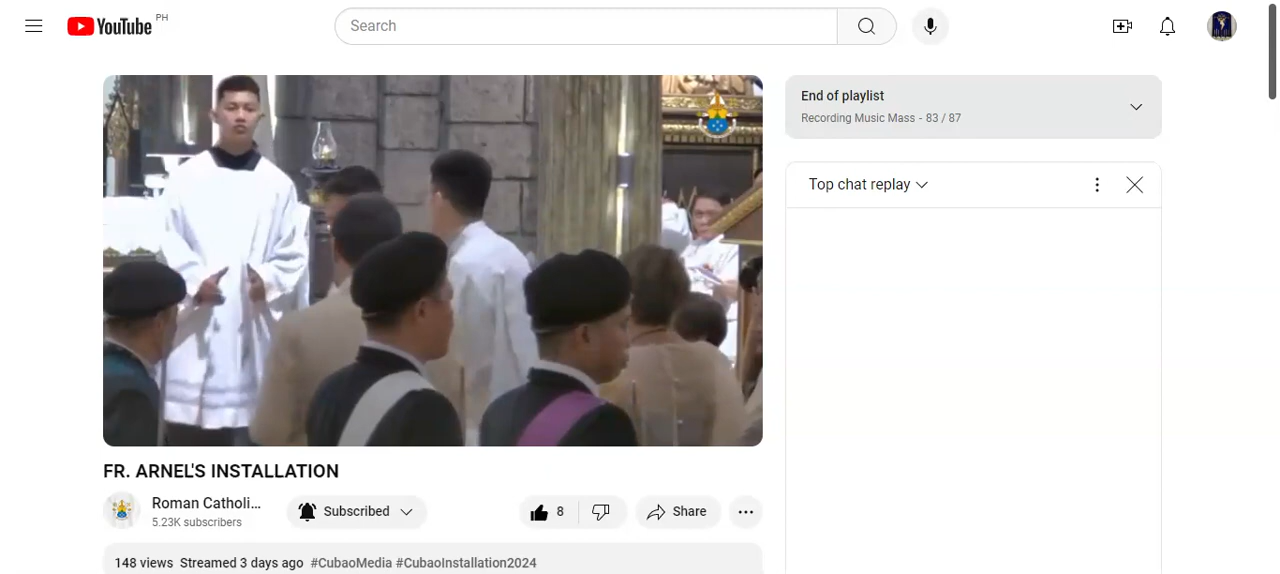 YouTube PH
Search
End of playlist
Recording Music Mass - 83 / 87
Top chat replay
FR. ARNEL'S INSTALLATION
Roman Catholi...
5.23K subscribers
Subscribed
8
Share
148 views Streamed 3 days ago #CubaoMedia #CubaoInstallation2024